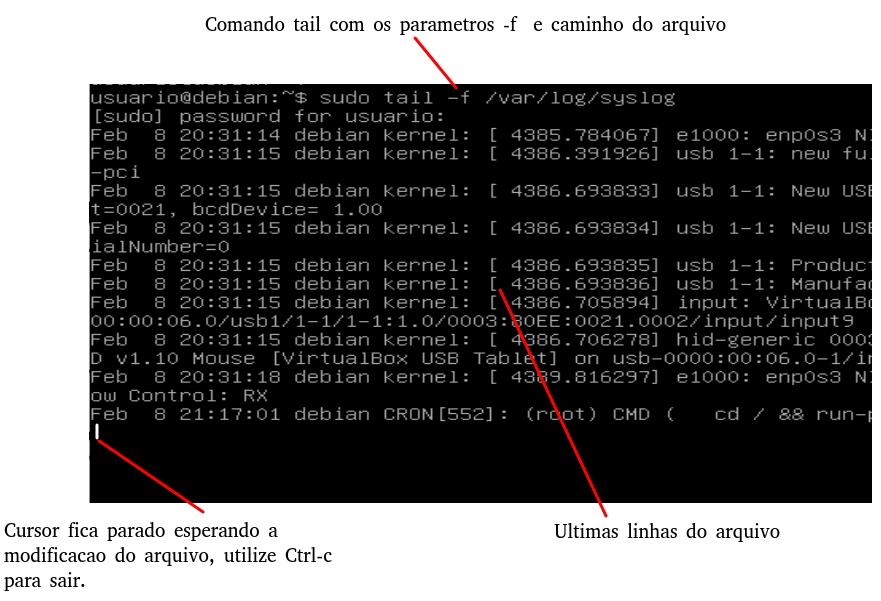 Comando tail com os parametros -f e caminho do arquivo
usuario@debian:~$ sudo tail -f /var/log/syslog
[sudo] password for usuario:
Feb  8 20:31:14 debian kernel: [ 4385.784067] e1000: enp0s3
Feb  8 20:31:15 debian kernel: [ 4386.391926] usb 1-1: new
-pci
Feb  8 20:31:15 debian kernel: [ 4386.693833] usb 1-1: New USB
t=0021, bcdDevice= 1.00
Feb  8 20:31:15 debian kernel: [ 4386.693834] usb 1-1: New USB
ialNumber=0
Feb  8 20:31:15 debian kernel: [ 4386.693835] usb 1-1: Product
Feb  8 20:31:15 debian kernel: [ 4386.693836] usb 1-1:
Feb  8 20:31:15 debian kernel: [ 4386.705894] input:
00:00:06.0/usb1/1-1/1-1:1.0/0003:80EE:0021.0002/input/input9
Feb  8 20:31:15 debian kernel: [ 4386.706278] hid-generic
D v1.10 Mouse [VirtualBox USB Tablet] on usb-0000:00:06.0-1/in
Feb  8 20:31:18 debian kernel: [ 4389.816297] e1000: enp0s3
ow Control: RX
Feb  8 21:17:01 debian CRON[552]: (root) CMD (   cd / && run-p
Cursor fica parado esperando a
modificacao do arquivo, utilize Ctrl-c
para sair.
Ultimas linhas do arquivo